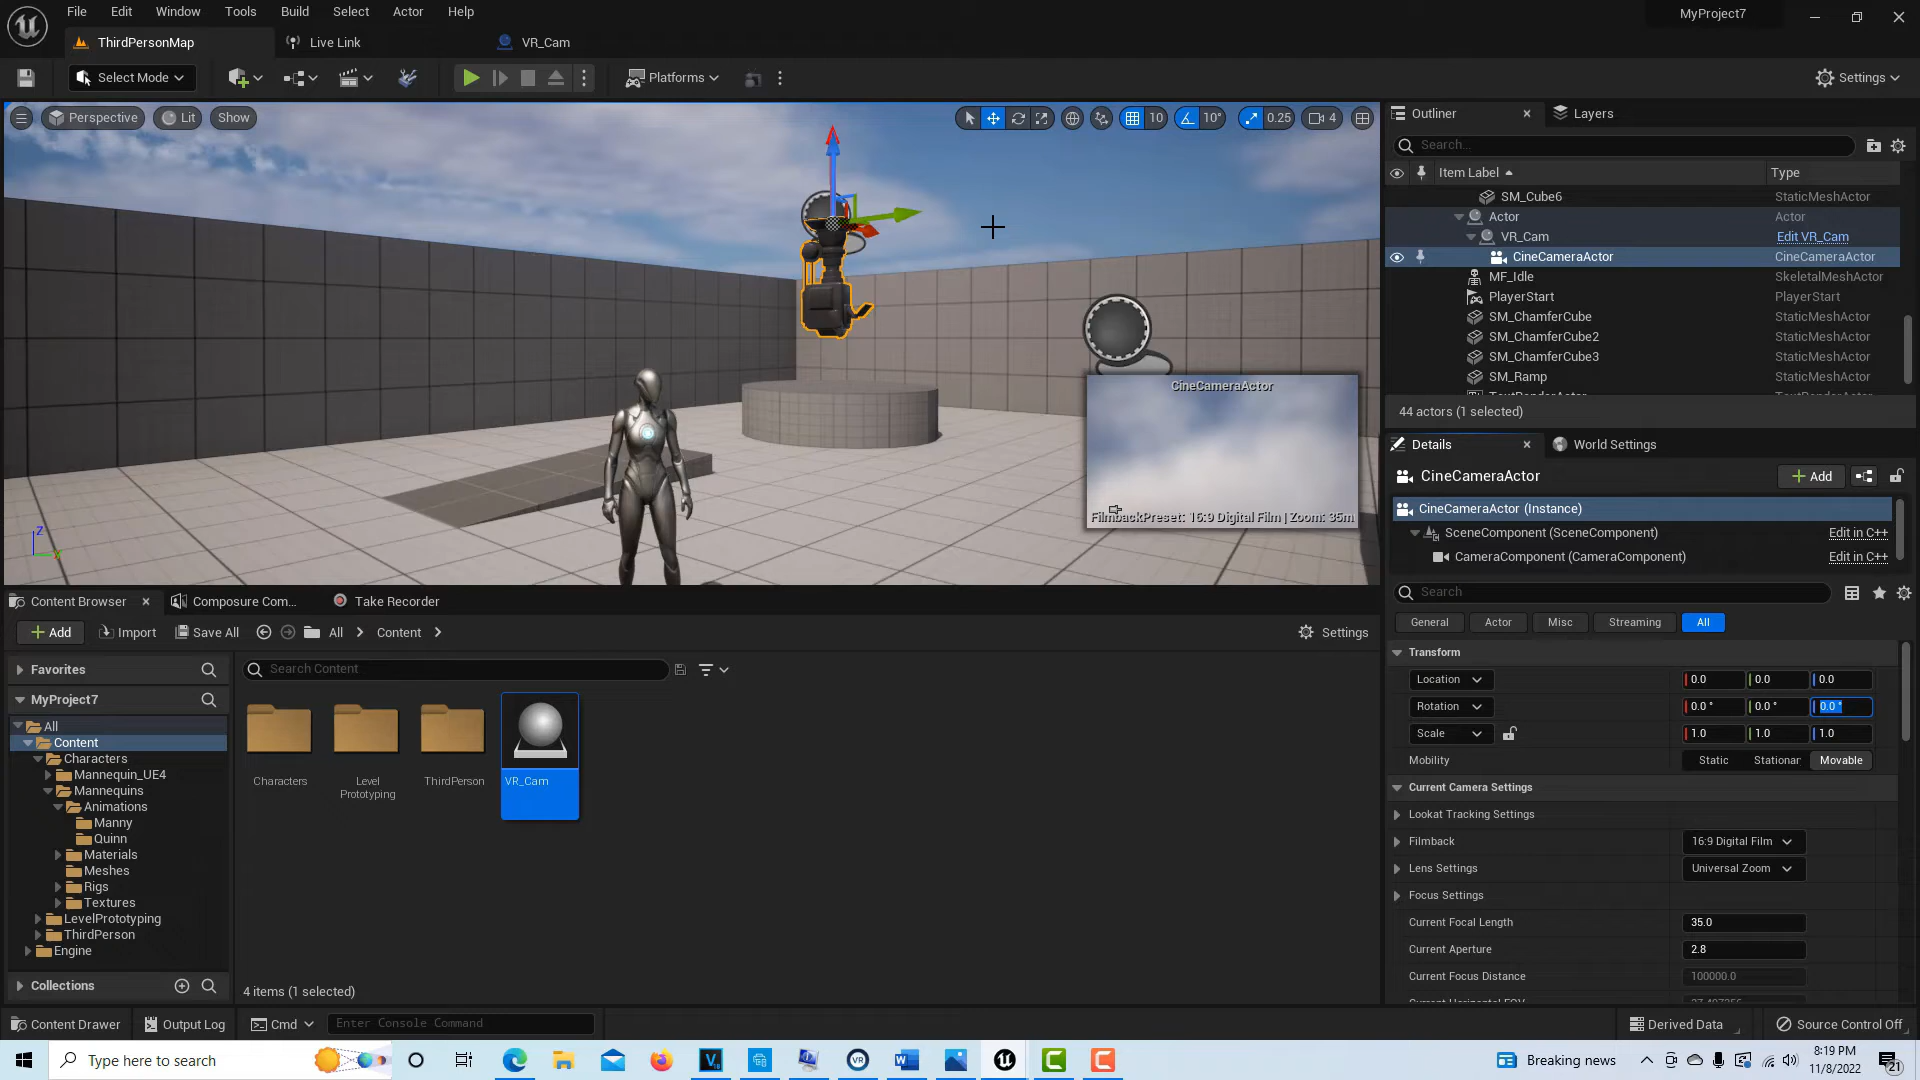 File Edit Window Tools Build Select Actor Help
MyProject7
ThirdPersonMap Live Link VR_Cam
Select Mode Platforms Settings
Perspective Lit Show 10 10° 0.25 4
Outliner Layers
Search...
Item Label Type
SM_Cube6 StaticMeshActor
Actor Actor
VR_Cam Edit VR_Cam
CineCameraActor CineCameraActor
MF_Idle SkeletalMeshActor
PlayerStart PlayerStart
SM_ChamferCube StaticMeshActor
SM_ChamferCube2 StaticMeshActor
SM_ChamferCube3 StaticMeshActor
SM_Ramp StaticMeshActor
44 actors (1 selected)
CineCameraActor
FilmbackPreset: 16:9 Digital Film | Zoom: 35m
Z
Y
Details World Settings
CineCameraActor Add
CineCameraActor (Instance)
SceneComponent (SceneComponent) Edit in C++
CameraComponent (CameraComponent) Edit in C++
Search
General Actor Misc Streaming All
Transform
Location 0.0 0.0 0.0
Rotation 0.0 ° 0.0 ° 0.0 °
Scale 1.0 1.0 1.0
Mobility Static Stationar Movable
Current Camera Settings
Lookat Tracking Settings
Filmback 16:9 Digital Film
Lens Settings Universal Zoom
Focus Settings
Current Focal Length 35.0
Current Aperture 2.8
Current Focus Distance 100000.0
Content Browser Composure Com... Take Recorder
Add Import Save All All Content Settings
Favorites Search Content
MyProject7
All
Content
Characters
Mannequin_UE4
Mannequins
Animations
Manny
Quinn
Materials
Meshes
Rigs
Textures
LevelPrototyping
ThirdPerson
Engine
Collections
Characters
Level
Prototyping
ThirdPerson
VR_Cam
4 items (1 selected)
Content Drawer Output Log Cmd Enter Console Command Derived Data Source Control Off
Type here to search
Breaking news
8:19 PM
11/8/2022
21